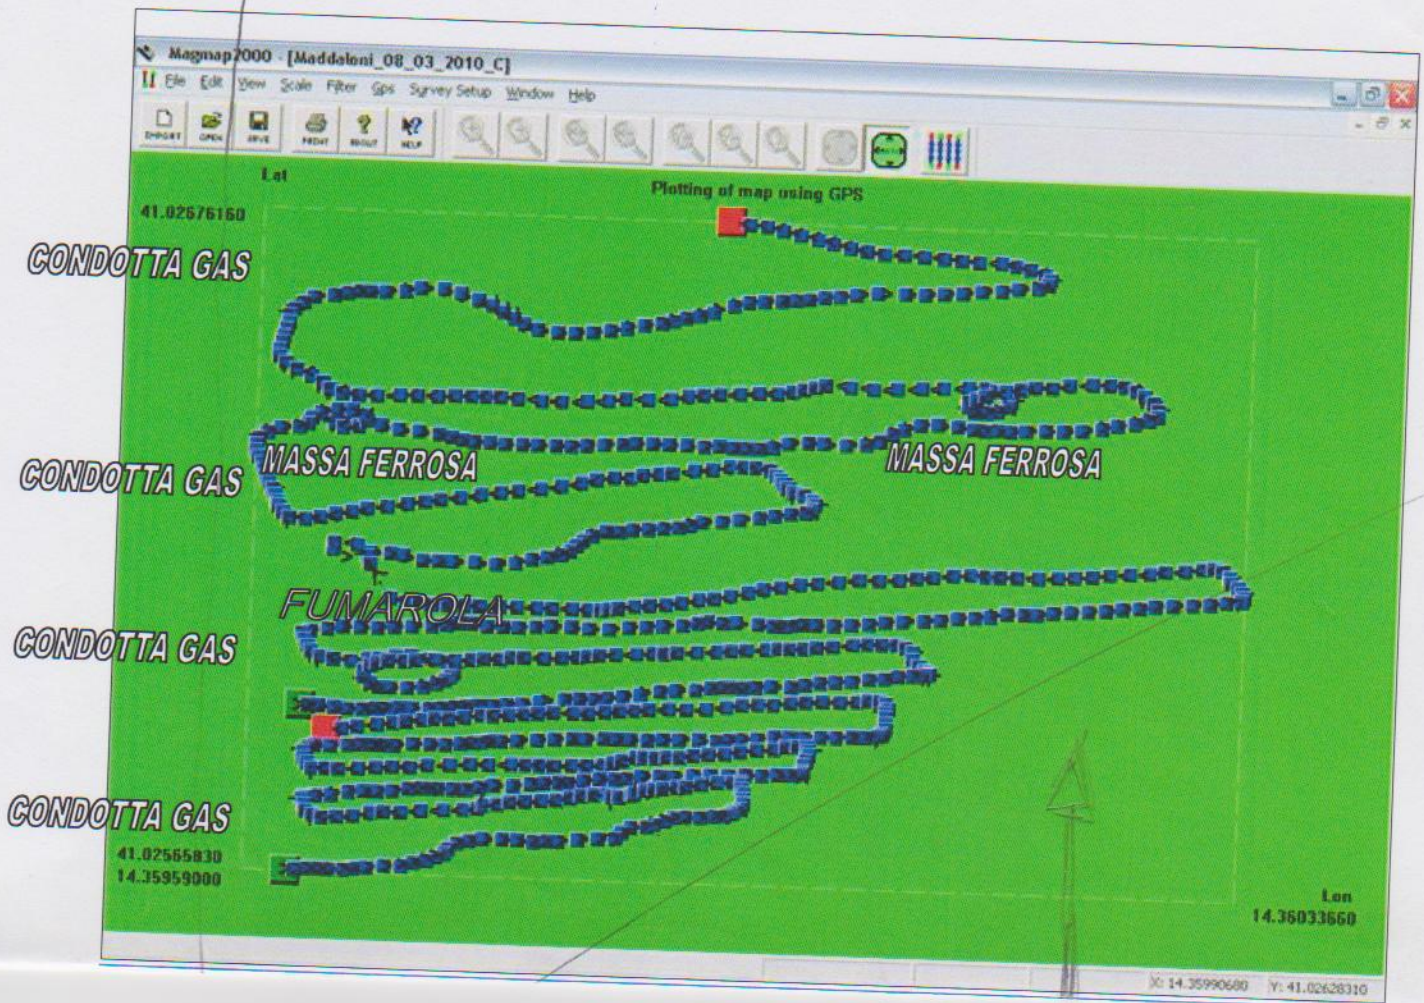 Magmap2000 - [Maddaloni_08_03_2010_C]
File Edit View Scale Filter Gps Survey Setup Window Help
IMPORT OPEN SAVE PRINT ABOUT HELP
Lat
Plotting of map using GPS
41.02676160
CONDOTTA GAS
MASSA FERROSA
MASSA FERROSA
CONDOTTA GAS
FUMAROLA
CONDOTTA GAS
CONDOTTA GAS
41.02565830
14.35959000
Lon
14.36033660
X: 14.35990680 Y: 41.02628310